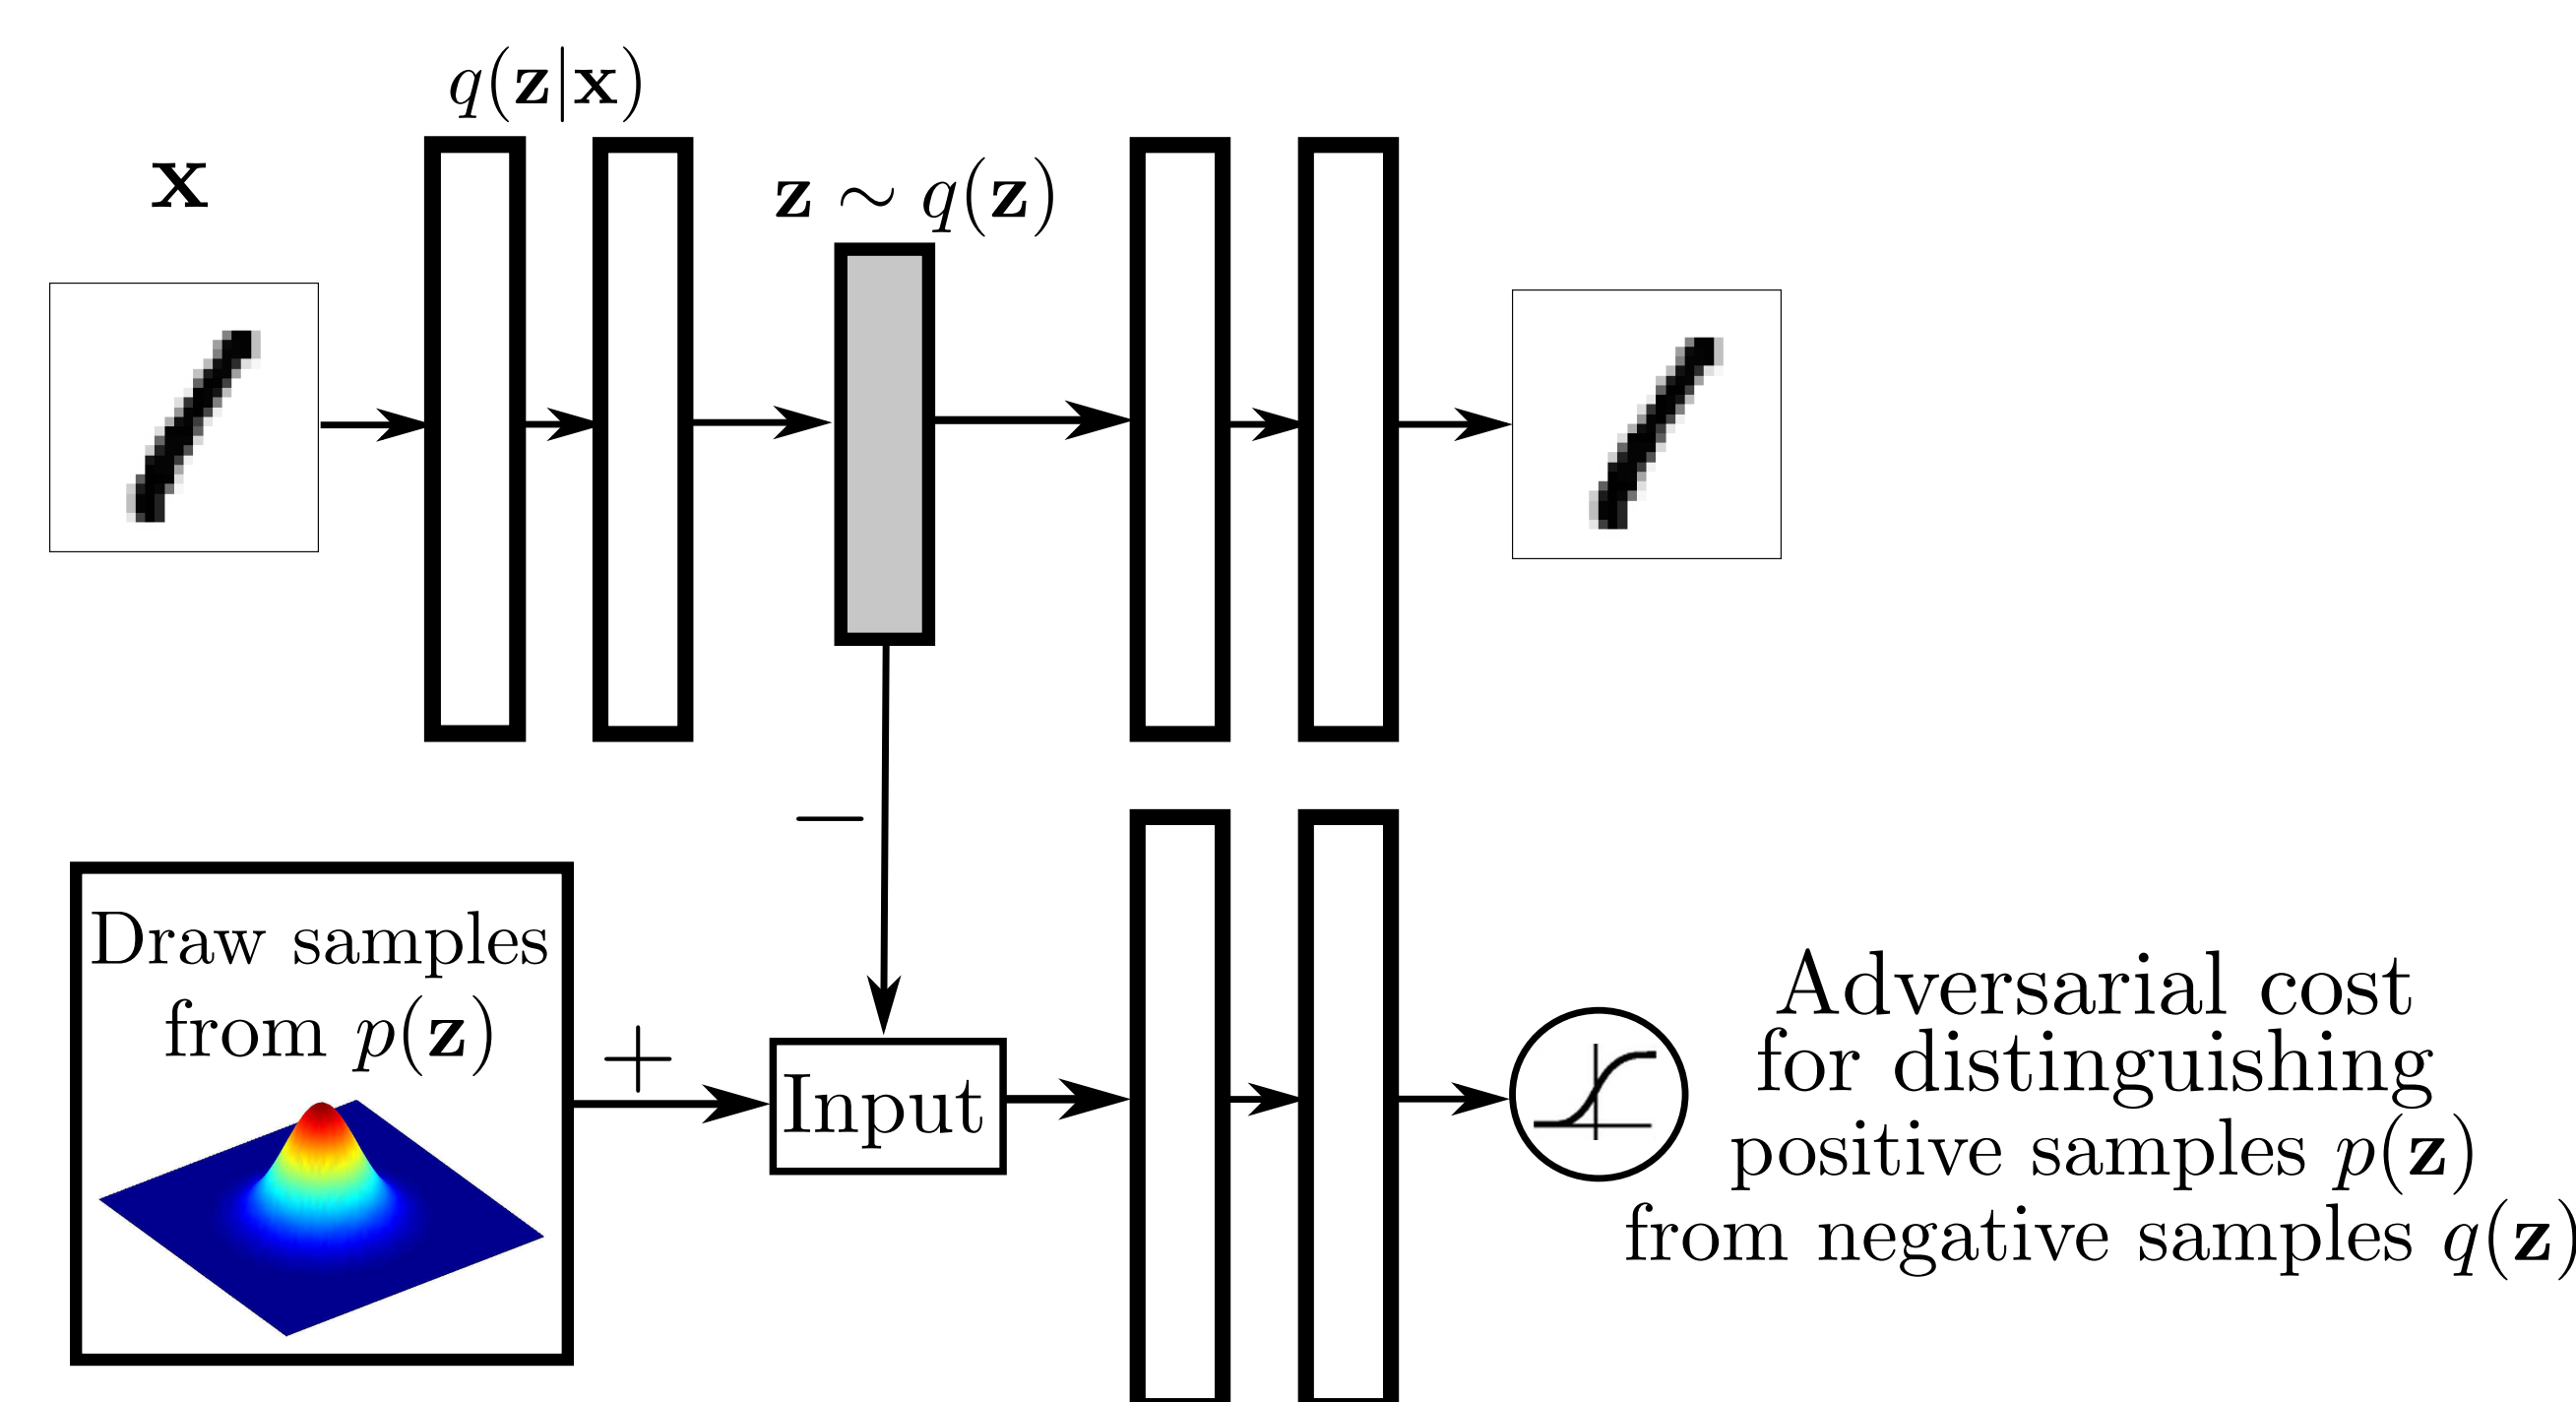 q(z|x)
x
z ∼ q(z)
−
Draw samples
from p(z)
+
Input
Adversarial cost
for distinguishing
positive samples p(z)
from negative samples q(z)